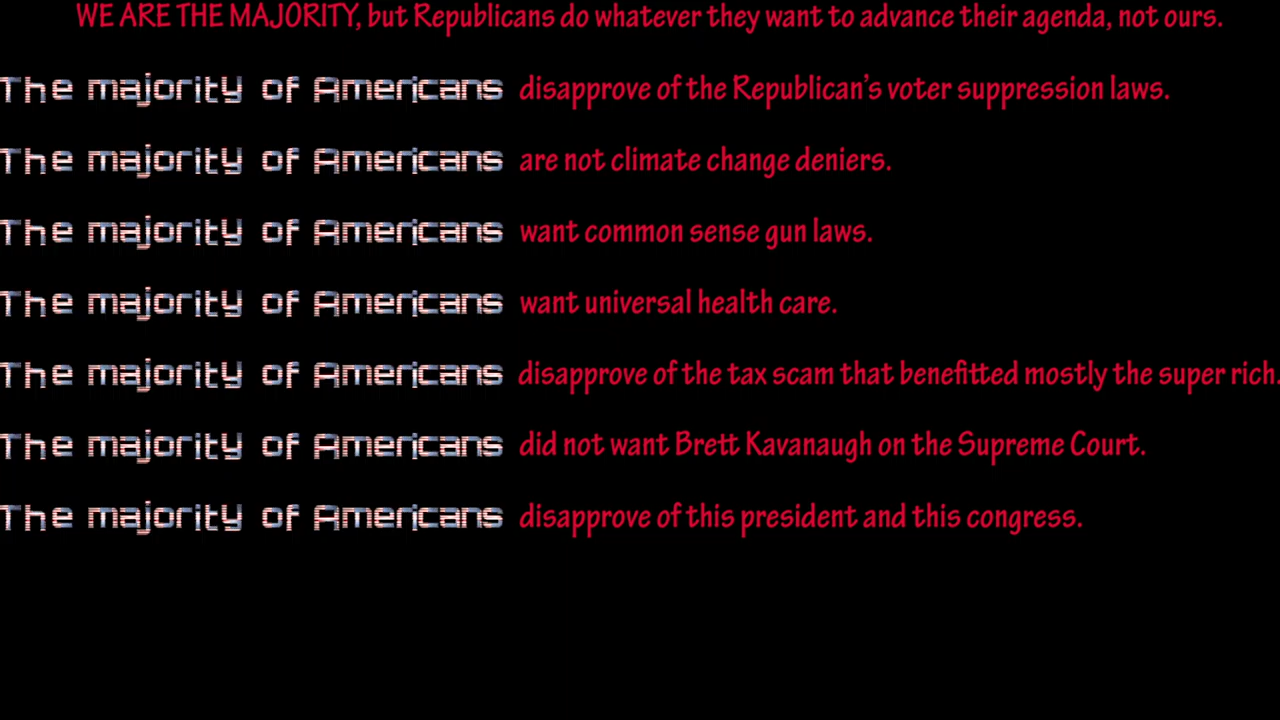 WE ARE THE MAJORITY, but Republicans do whatever they want to advance their agenda, not ours.
The majority of Americans disapprove of the Republican's voter suppression laws.
The majority of Americans are not climate change deniers.
The majority of Americans want common sense gun laws.
The majority of Americans want universal health care.
The majority of Americans disapprove of the tax scam that benefitted mostly the super rich.
The majority of Americans did not want Brett Kavanaugh on the Supreme Court.
The majority of Americans disapprove of this president and this congress.